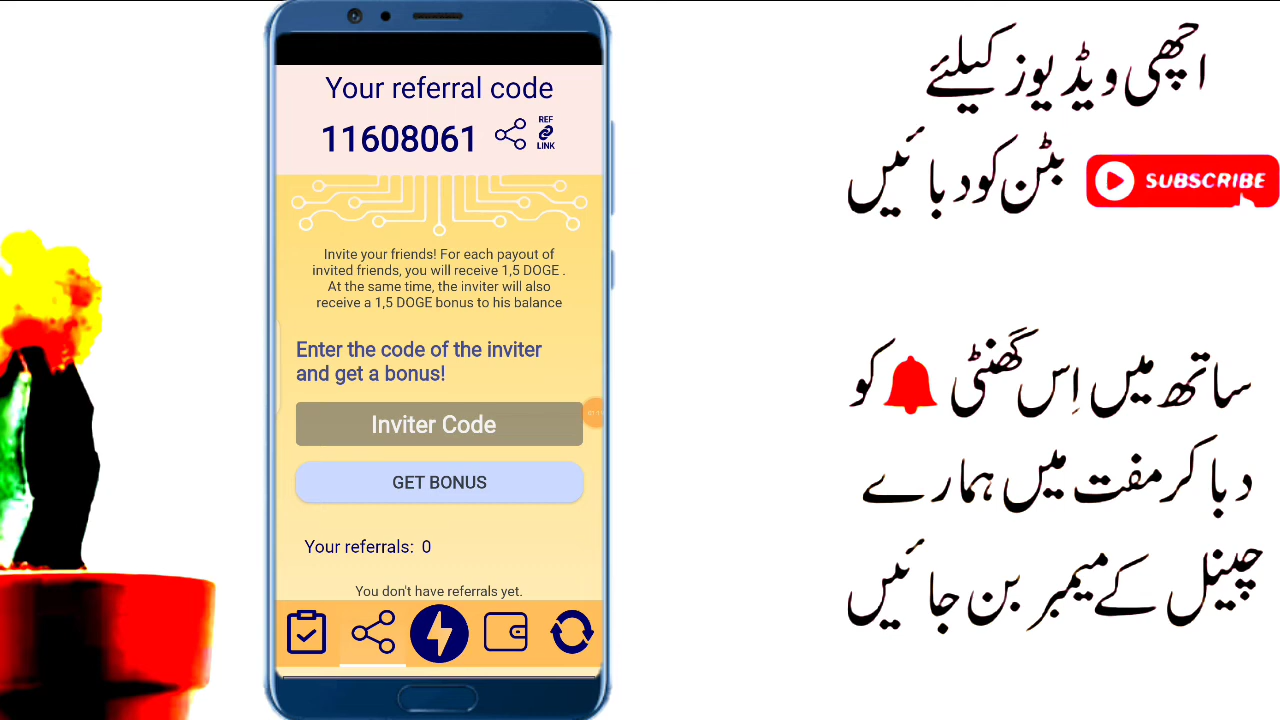 Your referral code
11608061
REF
LINK
Invite your friends! For each payout of
invited friends, you will receive 1,5 DOGE .
At the same time, the inviter will also
receive a 1,5 DOGE bonus to his balance
Enter the code of the inviter
and get a bonus!
Inviter Code
GET BONUS
Your referrals: 0
You don't have referrals yet.
اچھی ویڈیوز کیلئے
SUBSCRIBE بٹن کو دبائیں
ساتھ میں اِس گھنٹی کو
دبا کر مفت میں ہمارے
چینل کے میمبر بن جائیں